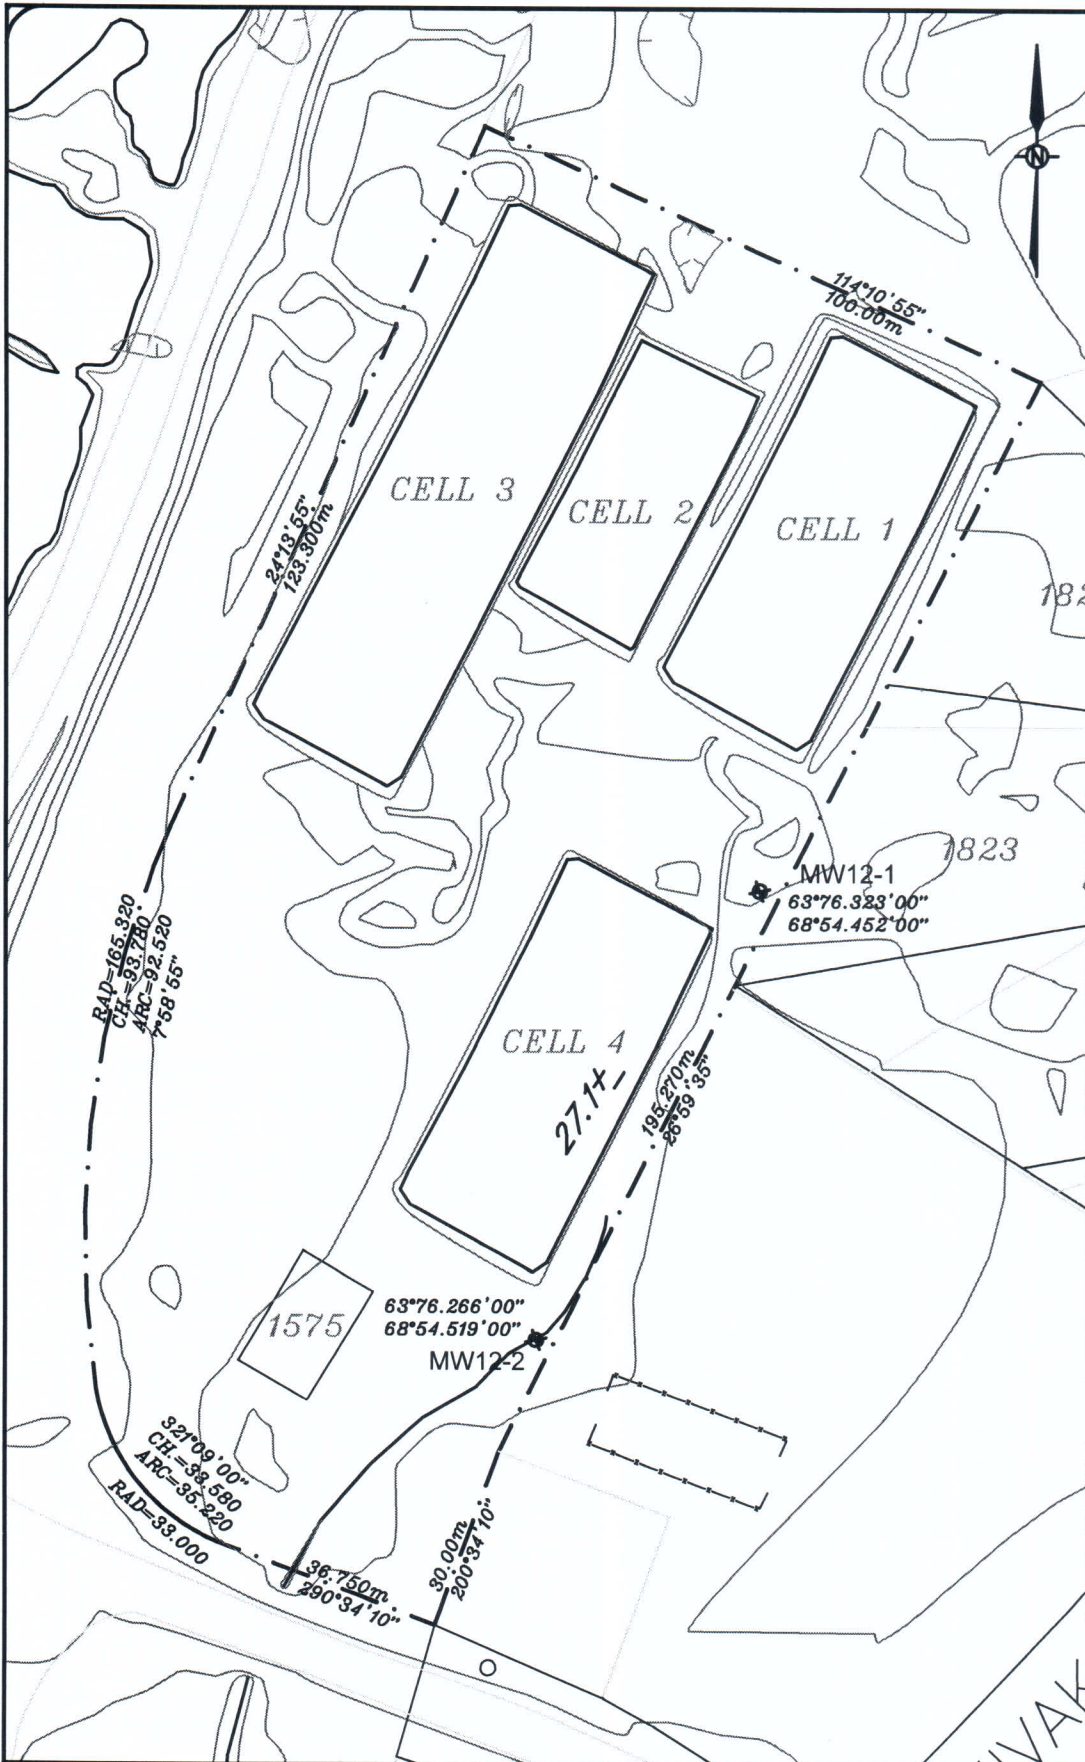 N
114°10'55"
100.00m
CELL 3
CELL 2
CELL 1
24°13'55"
123.300m
182
1823
MW12-1
63°76.323'00"
68°54.452'00"
RAD=165.320
CH.=93.780
ARC=92.520
7°58'55"
CELL 4
27.1±
195.270m
26°59'35"
63°76.266'00"
68°54.519'00"
MW12-2
1575
321°09'00"
CH.=33.580
ARC=35.220
RAD=33.000
30.00m
200°34'10"
36.750m
290°34'10"
IVAK